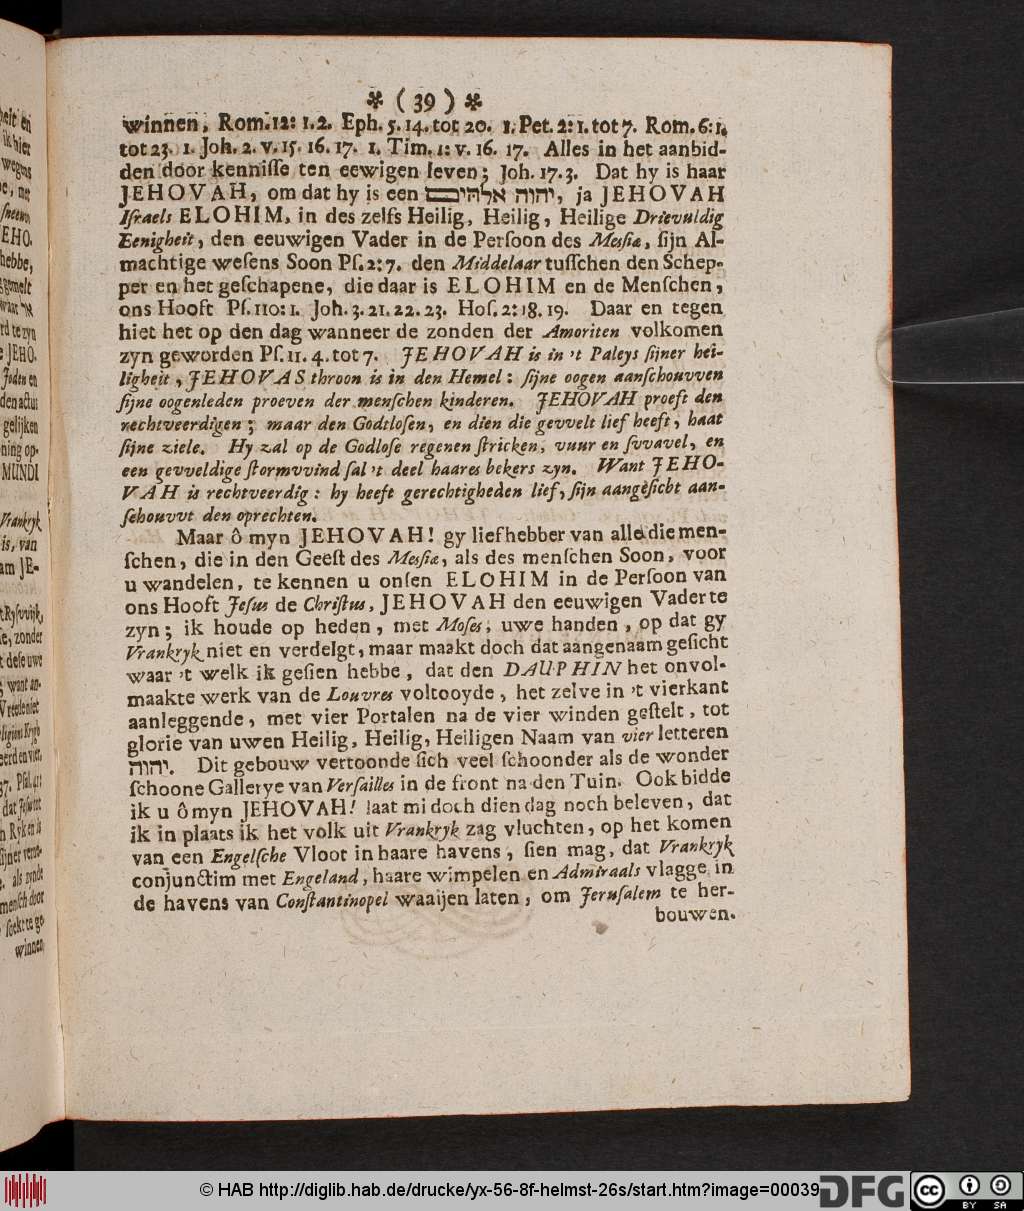 ✻ ( 39 ) ✻
winnen, Rom. 12: 1. 2. Eph. 5. 14. tot 20. 1. Pet. 2: 1. tot 7. Rom. 6: 1.
tot 23. 1. Joh. 2. v. 15. 16. 17. 1. Tim. 1: v. 16. 17. Alles in het aanbid-
den door kenniſſe ten eewigen leven; Joh. 17. 3. Dat hy is haar
JEHOVAH, om dat hy is een יהוה אלהים, ja JEHOVAH
Iſraels ELOHIM, in des zelfs Heilig, Heilig, Heilige Drievuldig
Eenigheit, den eeuwigen Vader in de Perſoon des Meſsiæ, ſijn Al-
machtige weſens Soon Pſ. 2: 7. den Middelaar tuſſchen den Schep-
per en het geſchapene, die daar is ELOHIM en de Menſchen,
ons Hooft Pſ. 110: 1. Joh. 3. 21. 22. 23. Hoſ. 2: 18. 19. Daar en tegen
hiet het op den dag wanneer de zonden der Amoriten volkomen
zyn geworden Pſ. 11. 4. tot 7. JEHOVAH is in 't Paleys ſijner hei-
ligheit, JEHOVAS throon is in den Hemel: ſijne oogen aanſchouvven
ſijne oogenleden proeven der menſchen kinderen. JEHOVAH proeft den
rechtveerdigen; maar den Godtloſen, en dien die gevvelt lief heeft, haat
ſijne ziele. Hy zal op de Godloſe regenen ſtricken, vuur en ſvvavel, en
een gevveldige ſtormvvind ſal 't deel haares bekers zyn. Want JEHO-
VAH is rechtveerdig: hy heeft gerechtigheden lief, ſijn aangèſicht aan-
ſchouvvt den oprechten.
Maar ô myn JEHOVAH! gy liefhebber van alle die men-
ſchen, die in den Geeſt des Meſsiæ, als des menſchen Soon, voor
u wandelen, te kennen u onſen ELOHIM in de Perſoon van
ons Hooft Jeſus de Chriſtus, JEHOVAH den eeuwigen Vader te
zyn; ik houde op heden, met Moſes, uwe handen, op dat gy
Vrankryk niet en verdelgt, maar maakt doch dat aangenaam geſicht
waar 't welk ik geſien hebbe, dat den DAUPHIN het onvol-
maakte werk van de Louvres voltooyde, het zelve in 't vierkant
aanleggende, met vier Portalen na de vier winden geſtelt, tot
glorie van uwen Heilig, Heilig, Heiligen Naam van vier letteren
יהוה. Dit gebouw vertoonde ſich veel ſchoonder als de wonder
ſchoone Gallerye van Verſailles in de front na den Tuin. Ook bidde
ik u ô myn JEHOVAH! laat mi doch dien dag noch beleven, dat
ik in plaats ik het volk uit Vrankryk zag vluchten, op het komen
van een Engelſche Vloot in haare havens, ſien mag, dat Vrankryk
conjunctim met Engeland, haare wimpelen en Admiraals vlagge in
de havens van Conſtantinopel waaijen laten, om Jeruſalem te her-
bouwen.
© HAB http://diglib.hab.de/drucke/yx-56-8f-helmst-26s/start.htm?image=00039
DFG
cc BY SA